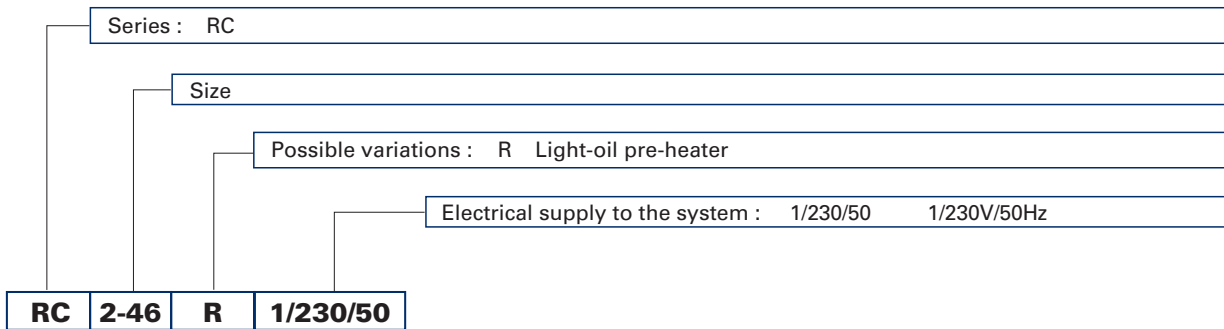 Series : RC
Size
Possible variations : R Light-oil pre-heater
Electrical supply to the system : 1/230/50 1/230V/50Hz
RC 2-46 R 1/230/50